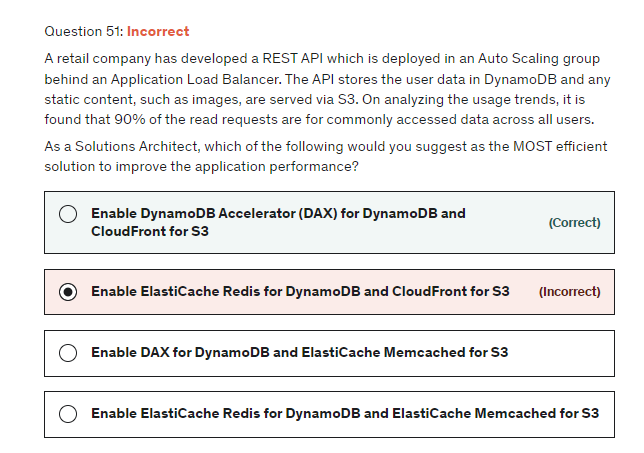 Question 51: Incorrect
A retail company has developed a REST API which is deployed in an Auto Scaling group
behind an Application Load Balancer. The API stores the user data in DynamoDB and any
static content, such as images, are served via S3. On analyzing the usage trends, it is
found that 90% of the read requests are for commonly accessed data across all users.
As a Solutions Architect, which of the following would you suggest as the MOST efficient
solution to improve the application performance?
Enable DynamoDB Accelerator (DAX) for DynamoDB and
CloudFront for S3
(Correct)
Enable ElastiCache Redis for DynamoDB and CloudFront for S3
(Incorrect)
Enable DAX for DynamoDB and ElastiCache Memcached for S3
Enable ElastiCache Redis for DynamoDB and ElastiCache Memcached for S3